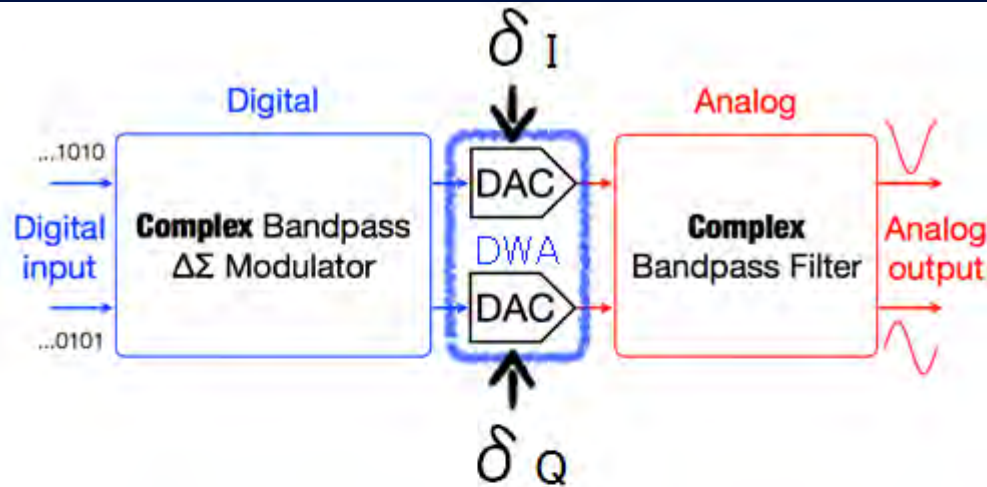 δ I
Digital
Analog
...1010
DAC
Digital
input
Complex Bandpass
ΔΣ Modulator
DWA
Complex
Bandpass Filter
Analog
output
DAC
...0101
δ Q